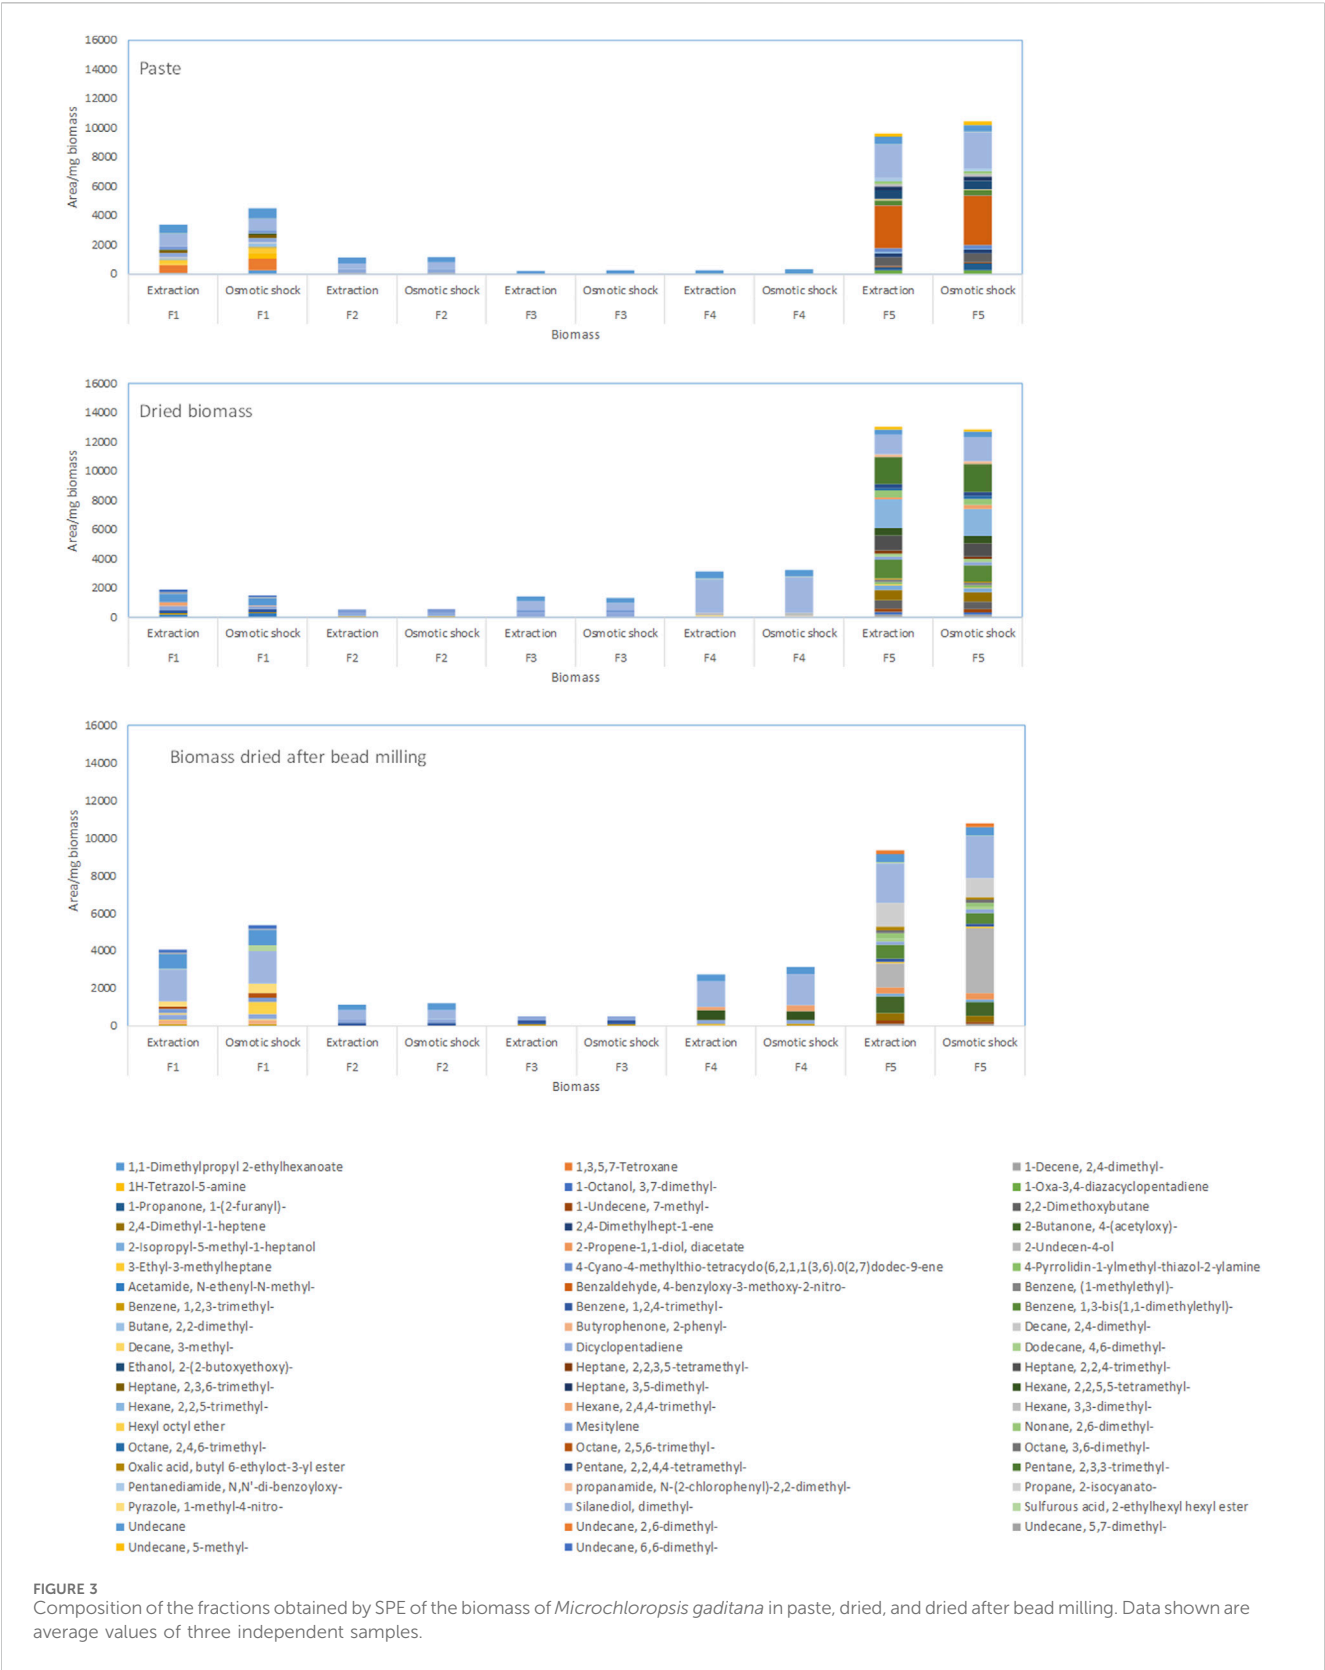 16000
14000
12000
10000
8000
6000
4000
2000
0
Area/mg biomass
Paste
Extraction Osmotic shock Extraction Osmotic shock Extraction Osmotic shock Extraction Osmotic shock Extraction Osmotic shock
F1 F1 F2 F2 F3 F3 F4 F4 F5 F5
Biomass
16000
14000
12000
10000
8000
6000
4000
2000
0
Area/mg biomass
Dried biomass
Extraction Osmotic shock Extraction Osmotic shock Extraction Osmotic shock Extraction Osmotic shock Extraction Osmotic shock
F1 F1 F2 F2 F3 F3 F4 F4 F5 F5
Biomass
16000
14000
12000
10000
8000
6000
4000
2000
0
Area/mg biomass
Biomass dried after bead milling
Extraction Osmotic shock Extraction Osmotic shock Extraction Osmotic shock Extraction Osmotic shock Extraction Osmotic shock
F1 F1 F2 F2 F3 F3 F4 F4 F5 F5
Biomass
1,1-Dimethylpropyl 2-ethylhexanoate 1,3,5,7-Tetroxane 1-Decene, 2,4-dimethyl-
1H-Tetrazol-5-amine 1-Octanol, 3,7-dimethyl- 1-Oxa-3,4-diazacyclopentadiene
1-Propanone, 1-(2-furanyl)- 1-Undecene, 7-methyl- 2,2-Dimethoxybutane
2,4-Dimethyl-1-heptene 2,4-Dimethylhept-1-ene 2-Butanone, 4-(acetyloxy)-
2-Isopropyl-5-methyl-1-heptanol 2-Propene-1,1-diol, diacetate 2-Undecen-4-ol
3-Ethyl-3-methylheptane 4-Cyano-4-methylthio-tetracyclo(6,2,1,1(3,6).0(2,7)dodec-9-ene 4-Pyrrolidin-1-ylmethyl-thiazol-2-ylamine
Acetamide, N-ethenyl-N-methyl- Benzaldehyde, 4-benzyloxy-3-methoxy-2-nitro- Benzene, (1-methylethyl)-
Benzene, 1,2,3-trimethyl- Benzene, 1,2,4-trimethyl- Benzene, 1,3-bis(1,1-dimethylethyl)-
Butane, 2,2-dimethyl- Butyrophenone, 2-phenyl- Decane, 2,4-dimethyl-
Decane, 3-methyl- Dicyclopentadiene Dodecane, 4,6-dimethyl-
Ethanol, 2-(2-butoxyethoxy)- Heptane, 2,2,3,5-tetramethyl- Heptane, 2,2,4-trimethyl-
Heptane, 2,3,6-trimethyl- Heptane, 3,5-dimethyl- Hexane, 2,2,5,5-tetramethyl-
Hexane, 2,2,5-trimethyl- Hexane, 2,4,4-trimethyl- Hexane, 3,3-dimethyl-
Hexyl octyl ether Mesitylene Nonane, 2,6-dimethyl-
Octane, 2,4,6-trimethyl- Octane, 2,5,6-trimethyl- Octane, 3,6-dimethyl-
Oxalic acid, butyl 6-ethyloct-3-yl ester Pentane, 2,2,4,4-tetramethyl- Pentane, 2,3,3-trimethyl-
Pentanediamide, N,N'-di-benzoyloxy- propanamide, N-(2-chlorophenyl)-2,2-dimethyl- Propane, 2-isocyanato-
Pyrazole, 1-methyl-4-nitro- Silanediol, dimethyl- Sulfurous acid, 2-ethylhexyl hexyl ester
Undecane Undecane, 2,6-dimethyl- Undecane, 5,7-dimethyl-
Undecane, 5-methyl- Undecane, 6,6-dimethyl-
FIGURE 3
Composition of the fractions obtained by SPE of the biomass of Microchloropsis gaditana in paste, dried, and dried after bead milling. Data shown are
average values of three independent samples.